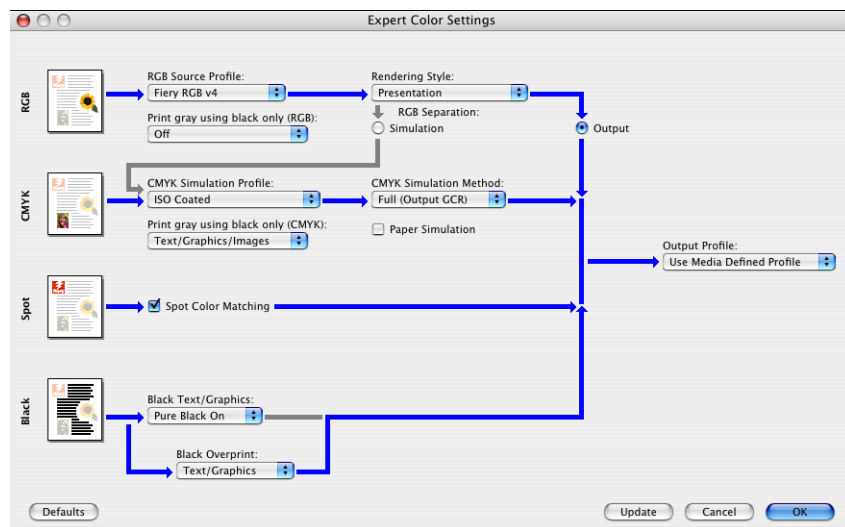 Expert Color Settings
RGB
RGB Source Profile:
Fiery RGB v4
Rendering Style:
Presentation
Print gray using black only (RGB):
Off
RGB Separation:
Simulation
Output
CMYK
CMYK Simulation Profile:
ISO Coated
CMYK Simulation Method:
Full (Output GCR)
Print gray using black only (CMYK):
Text/Graphics/Images
Paper Simulation
Output Profile:
Use Media Defined Profile
Spot
Spot Color Matching
Black
Black Text/Graphics:
Pure Black On
Black Overprint:
Text/Graphics
Defaults
Update
Cancel
OK